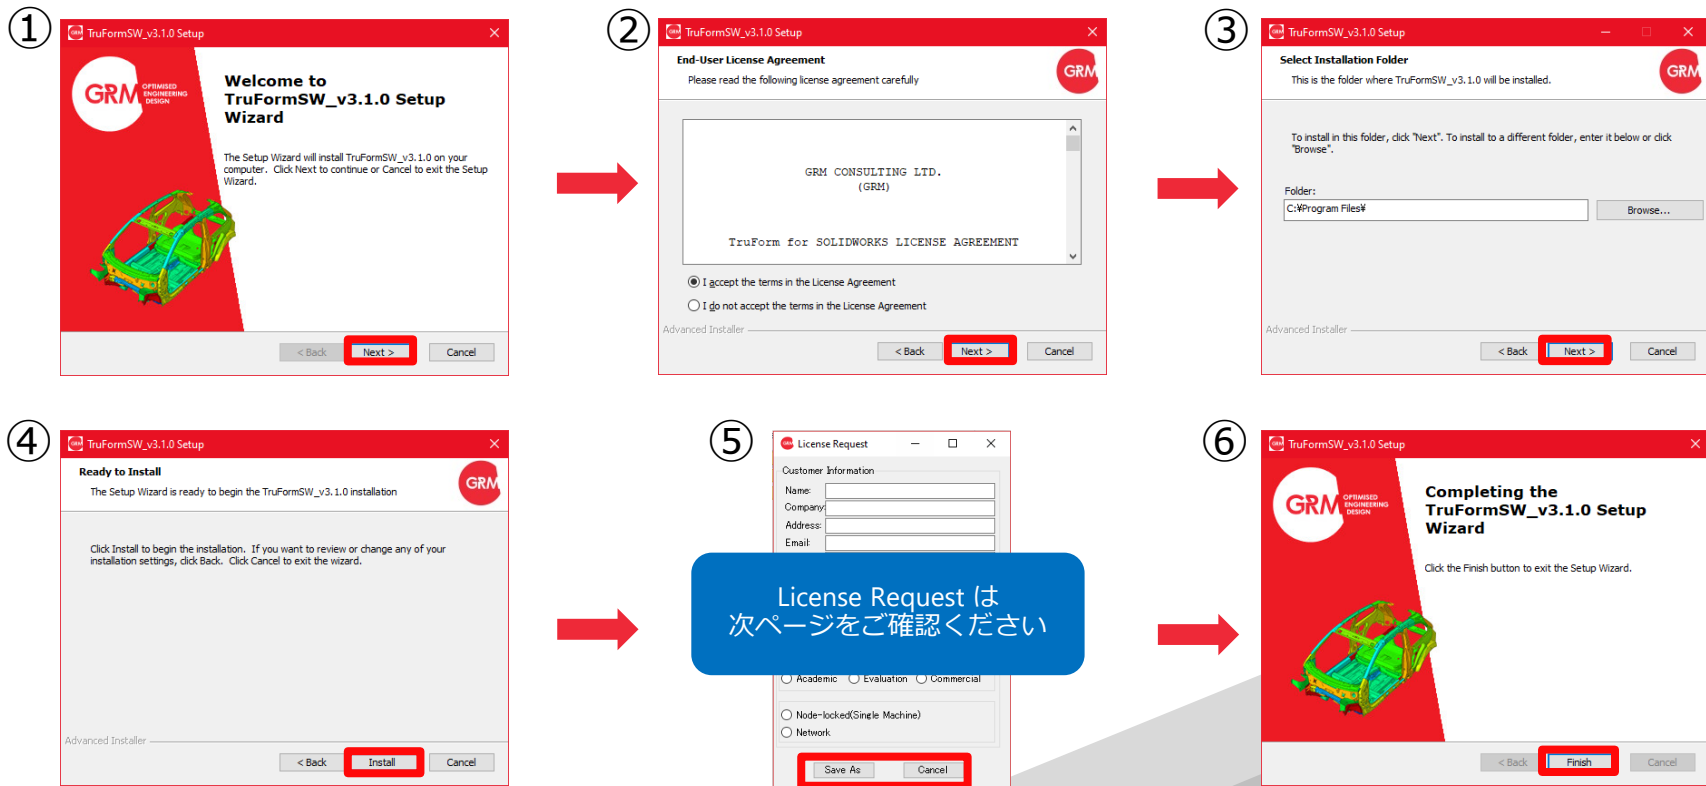 ①
TruFormSW_v3.1.0 Setup
GRM OPTIMISED
ENGINEERING
DESIGN
Welcome to
TruFormSW_v3.1.0 Setup
Wizard
The Setup Wizard will install TruFormSW_v3.1.0 on your
computer. Click Next to continue or Cancel to exit the Setup
Wizard.
< Back Next > Cancel
②
TruFormSW_v3.1.0 Setup
End-User License Agreement
Please read the following license agreement carefully
GRM
GRM CONSULTING LTD.
(GRM)
TruForm for SOLIDWORKS LICENSE AGREEMENT
I accept the terms in the License Agreement
I do not accept the terms in the License Agreement
Advanced Installer
< Back Next > Cancel
③
TruFormSW_v3.1.0 Setup
Select Installation Folder
This is the folder where TruFormSW_v3.1.0 will be installed.
GRM
To install in this folder, click "Next". To install to a different folder, enter it below or click
"Browse".
Folder:
C:¥Program Files¥ Browse...
Advanced Installer
< Back Next > Cancel
④
TruFormSW_v3.1.0 Setup
Ready to Install
The Setup Wizard is ready to begin the TruFormSW_v3.1.0 installation
GRM
Click Install to begin the installation. If you want to review or change any of your
installation settings, click Back. Click Cancel to exit the wizard.
Advanced Installer
< Back Install Cancel
⑤
License Request
Customer Information
Name:
Company:
Address:
Email:
License Request は
次ページをご確認ください
Academic Evaluation Commercial
Node-locked(Single Machine)
Network
Save As Cancel
⑥
TruFormSW_v3.1.0 Setup
GRM OPTIMISED
ENGINEERING
DESIGN
Completing the
TruFormSW_v3.1.0 Setup
Wizard
Click the Finish button to exit the Setup Wizard.
< Back Finish Cancel